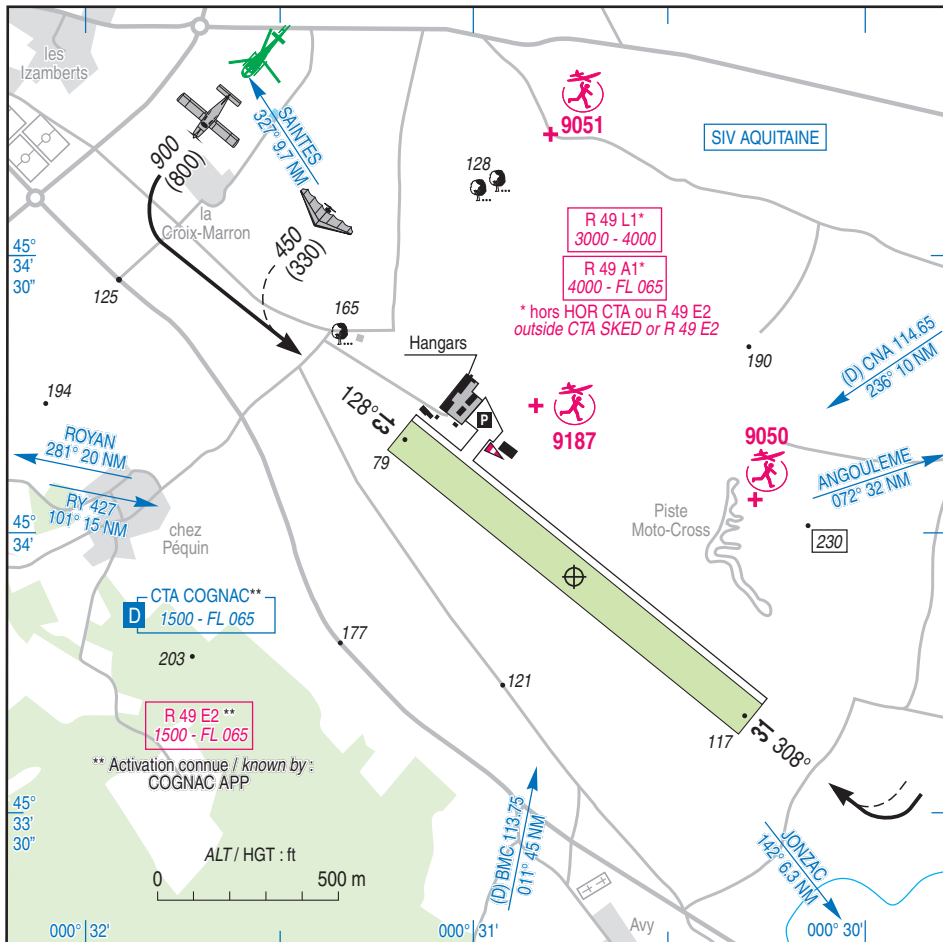 les
Izamberts
SAINTES
327° 9.7 NM
9051
SIV AQUITAINE
900
(800)
128
la
Croix-Marron
450
(330)
R 49 L1*
3000 - 4000
R 49 A1*
4000 - FL 065
* hors HOR CTA ou R 49 E2
outside CTA SKED or R 49 E2
45°
34'
30"
125
165
Hangars
190
(D) CNA 114.65
236° 10 NM
194
128°
13
P
9187
9050
ROYAN
281° 20 NM
79
ANGOULEME
072° 32 NM
RY 427
101° 15 NM
45°
34'
chez
Péquin
Piste
Moto-Cross
230
CTA COGNAC**
D
1500 - FL 065
177
203
121
R 49 E2 **
1500 - FL 065
117
31
308°
** Activation connue / known by :
COGNAC APP
45°
33'
30"
(D) BMC 113.75
011° 45 NM
JONZAC
142° 6.3 NM
ALT / HGT : ft
0
500 m
Avy
000° 32'
000° 31'
000° 30'